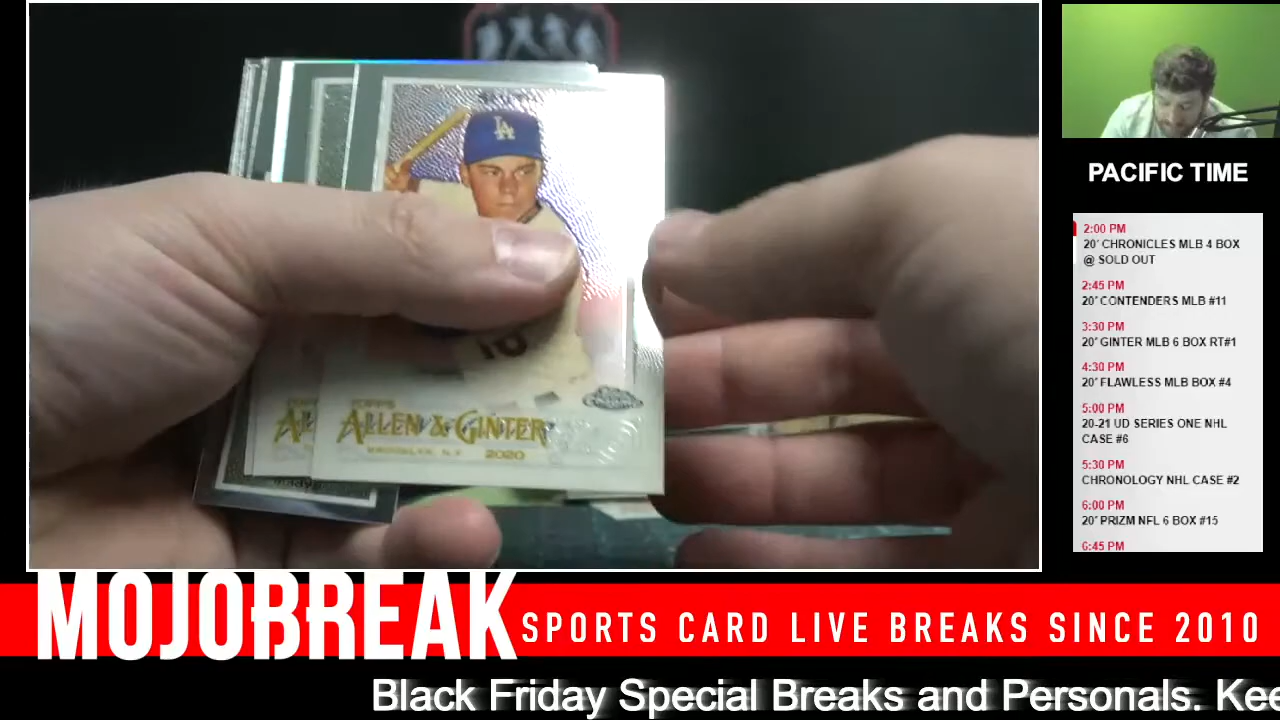 LA
16
TOPPS
ALLEN & GINTER
BROOKLYN, N.Y. 2020
PACIFIC TIME
2:00 PM
20' CHRONICLES MLB 4 BOX
@ SOLD OUT
2:45 PM
20' CONTENDERS MLB #11
3:30 PM
20' GINTER MLB 6 BOX RT#1
4:30 PM
20' FLAWLESS MLB BOX #4
5:00 PM
20-21 UD SERIES ONE NHL
CASE #6
5:30 PM
CHRONOLOGY NHL CASE #2
6:00 PM
20' PRIZM NFL 6 BOX #15
6:45 PM
MOJOBREAK
SPORTS CARD LIVE BREAKS SINCE 2010
Black Friday Special Breaks and Personals. Kee